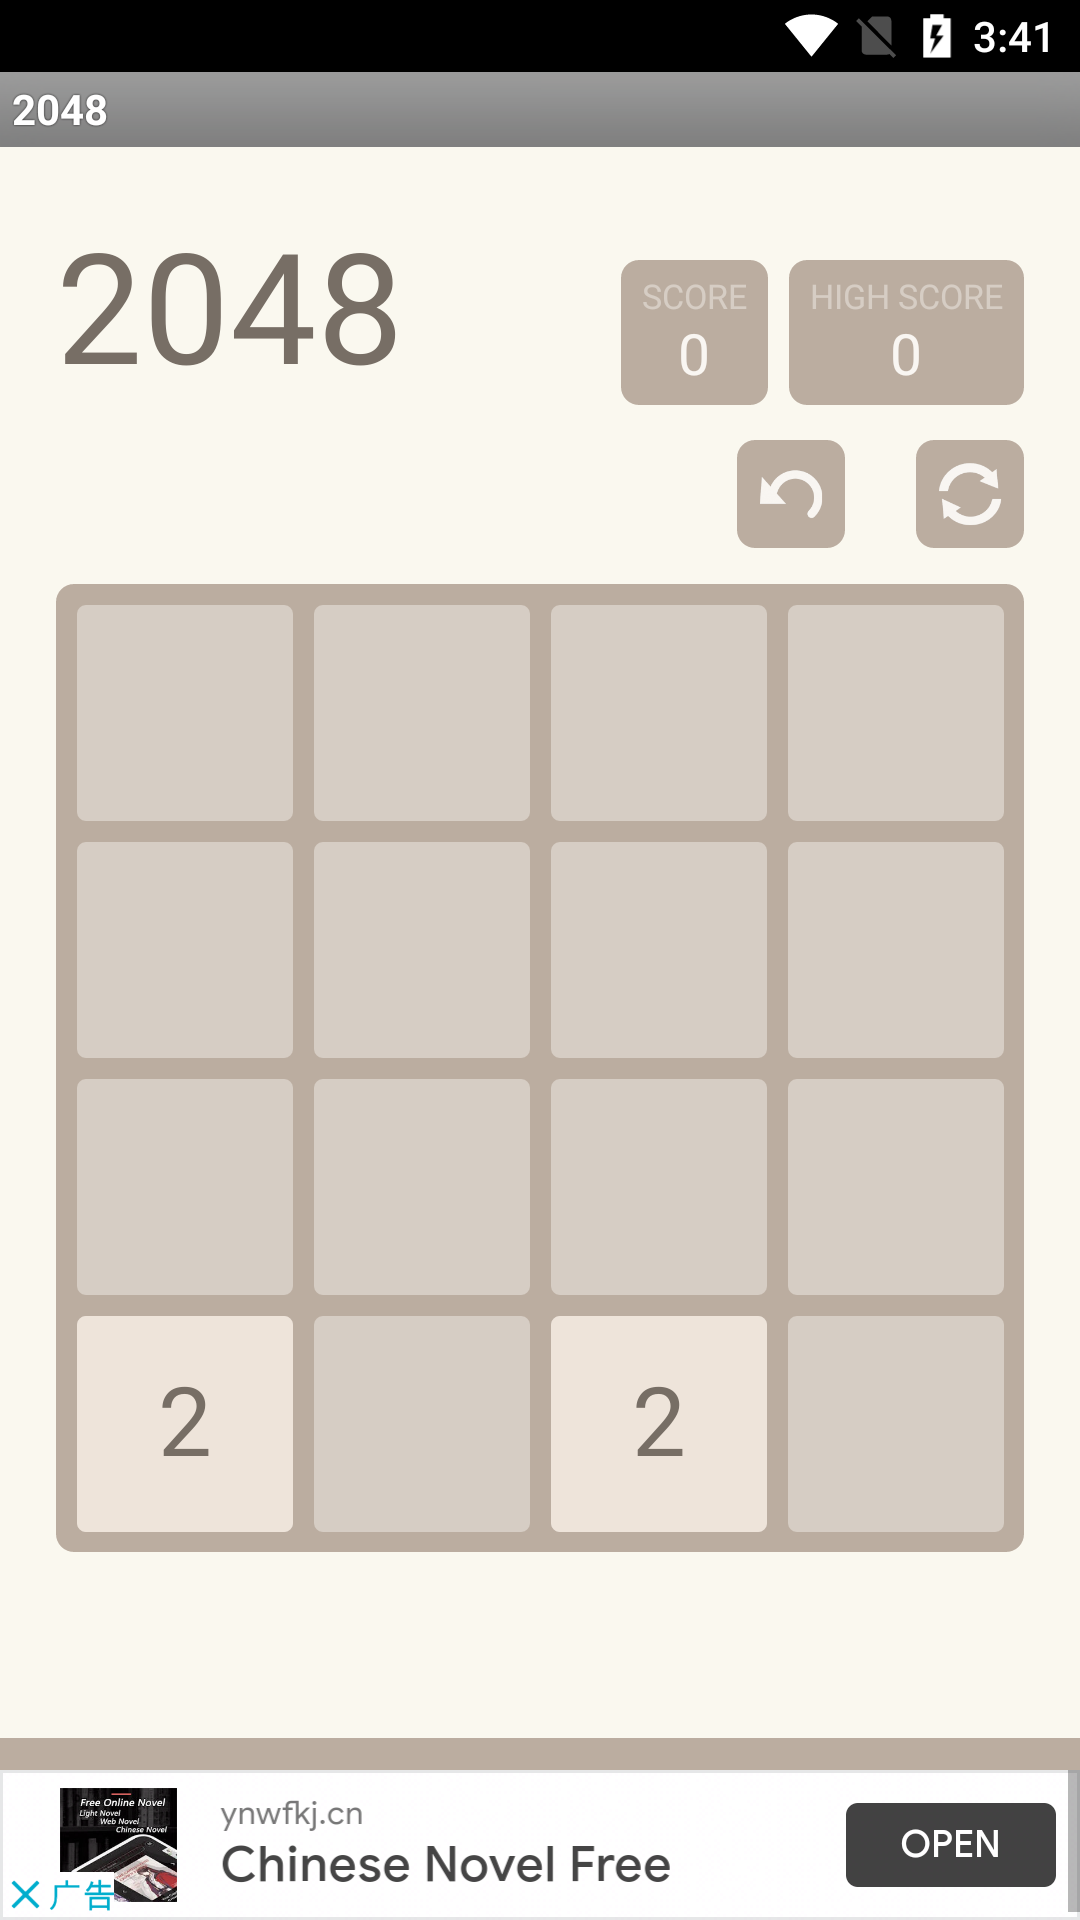 3:41
2048
2048
SCORE
0
HIGH SCORE
0
2 2
Free Online Novel
Light Novel
Web Novel
Chinese Novel
ynwfkj.cn
Chinese Novel Free
OPEN
广告